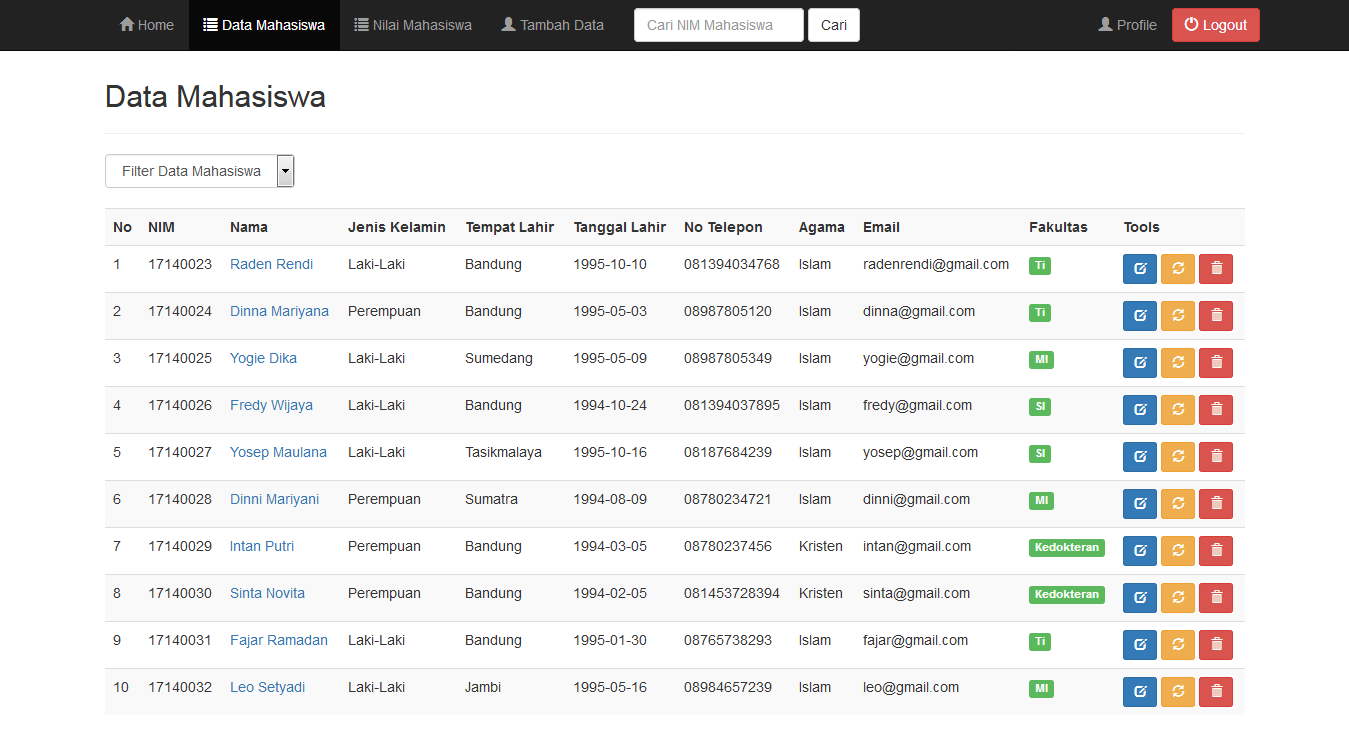 Home Data Mahasiswa Nilai Mahasiswa Tambah Data Cari NIM Mahasiswa Cari Profile Logout
Data Mahasiswa
Filter Data Mahasiswa
No NIM Nama Jenis Kelamin Tempat Lahir Tanggal Lahir No Telepon Agama Email Fakultas Tools
1 17140023 Raden Rendi Laki-Laki Bandung 1995-10-10 081394034768 Islam radenrendi@gmail.com Ti
2 17140024 Dinna Mariyana Perempuan Bandung 1995-05-03 08987805120 Islam dinna@gmail.com Ti
3 17140025 Yogie Dika Laki-Laki Sumedang 1995-05-09 08987805349 Islam yogie@gmail.com MI
4 17140026 Fredy Wijaya Laki-Laki Bandung 1994-10-24 081394037895 Islam fredy@gmail.com SI
5 17140027 Yosep Maulana Laki-Laki Tasikmalaya 1995-10-16 08187684239 Islam yosep@gmail.com SI
6 17140028 Dinni Mariyani Perempuan Sumatra 1994-08-09 08780234721 Islam dinni@gmail.com MI
7 17140029 Intan Putri Perempuan Bandung 1994-03-05 08780237456 Kristen intan@gmail.com Kedokteran
8 17140030 Sinta Novita Perempuan Bandung 1994-02-05 081453728394 Kristen sinta@gmail.com Kedokteran
9 17140031 Fajar Ramadan Laki-Laki Bandung 1995-01-30 08765738293 Islam fajar@gmail.com Ti
10 17140032 Leo Setyadi Laki-Laki Jambi 1995-05-16 08984657239 Islam leo@gmail.com MI